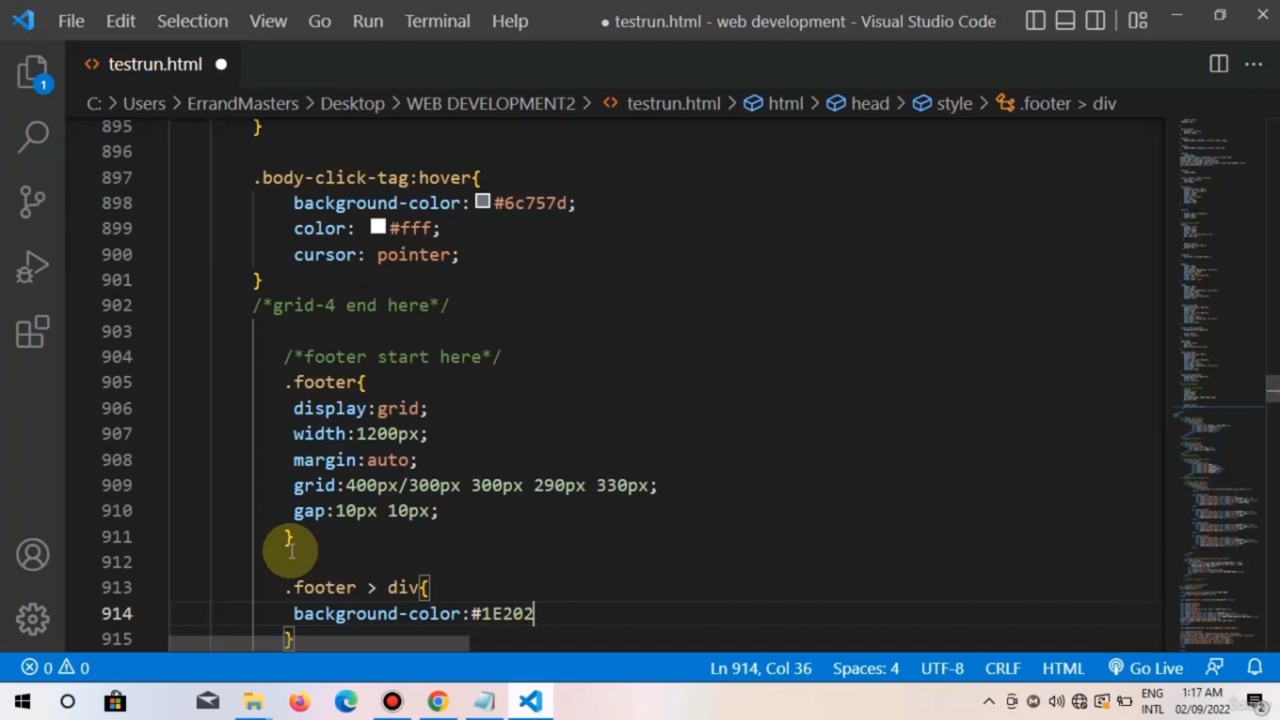 File Edit Selection View Go Run Terminal Help ● testrun.html - web development - Visual Studio Code
testrun.html
C: > Users > ErrandMasters > Desktop > WEB DEVELOPMENT2 > testrun.html > html > head > style > .footer > div
1
895 }
896
897 .body-click-tag:hover{
898 background-color: #6c757d;
899 color: #fff;
900 cursor: pointer;
901 }
902 /*grid-4 end here*/
903
904 /*footer start here*/
905 .footer{
906 display:grid;
907 width:1200px;
908 margin:auto;
909 grid:400px/300px 300px 290px 330px;
910 gap:10px 10px;
911 }
912
913 .footer > div{
914 background-color:#1E202
915 }
0 0 Ln 914, Col 36 Spaces: 4 UTF-8 CRLF HTML Go Live
ENG 1:17 AM
INTL 02/09/2022 2